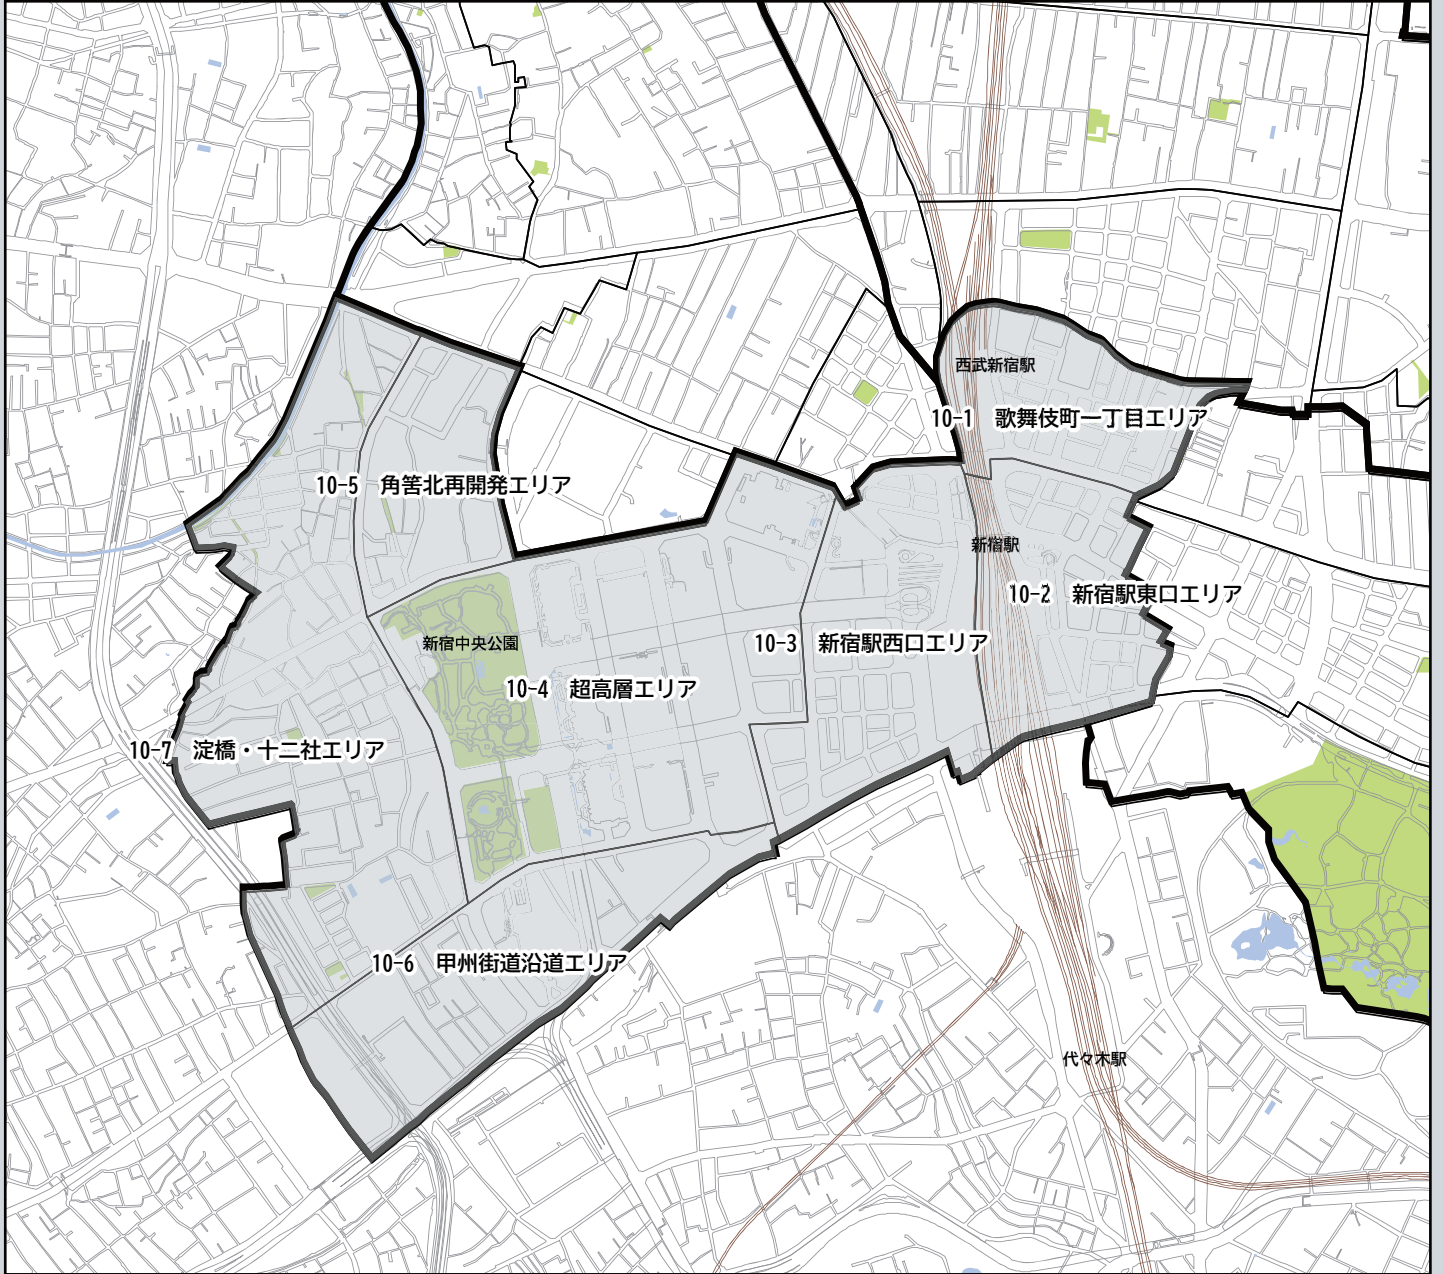 西武新宿駅
10-1 歌舞伎町一丁目エリア
10-5 角筈北再開発エリア
新宿駅
10-2 新宿駅東口エリア
新宿中央公園
10-3 新宿駅西口エリア
10-4 超高層エリア
10-7 淀橋・十二社エリア
10-6 甲州街道沿道エリア
代々木駅